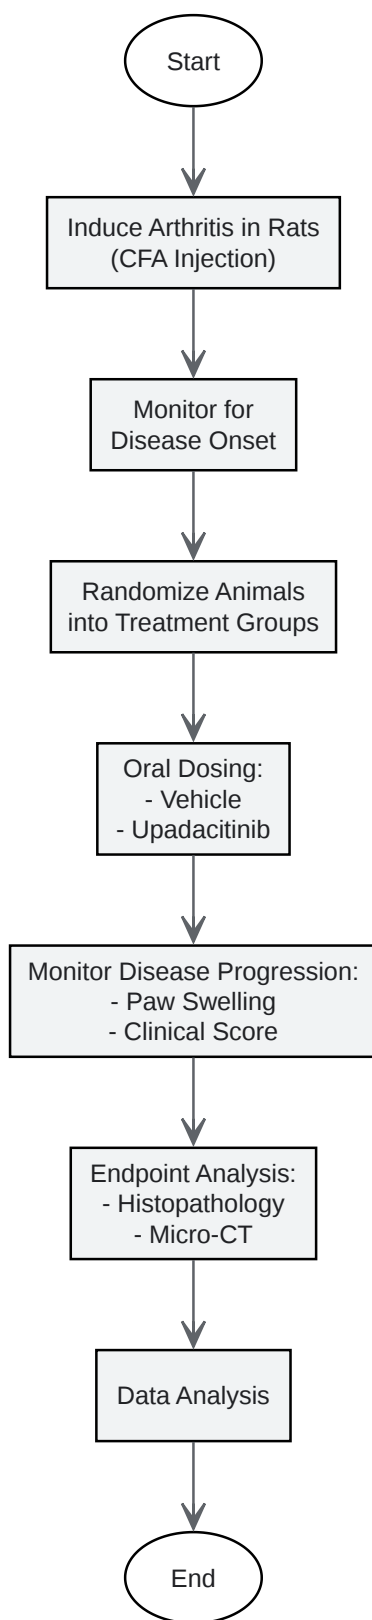 Start
Induce Arthritis in Rats
(CFA Injection)
Monitor for
Disease Onset
Randomize Animals
into Treatment Groups
Oral Dosing:
- Vehicle
- Upadacitinib
Monitor Disease Progression:
- Paw Swelling
- Clinical Score
Endpoint Analysis:
- Histopathology
- Micro-CT
Data Analysis
End